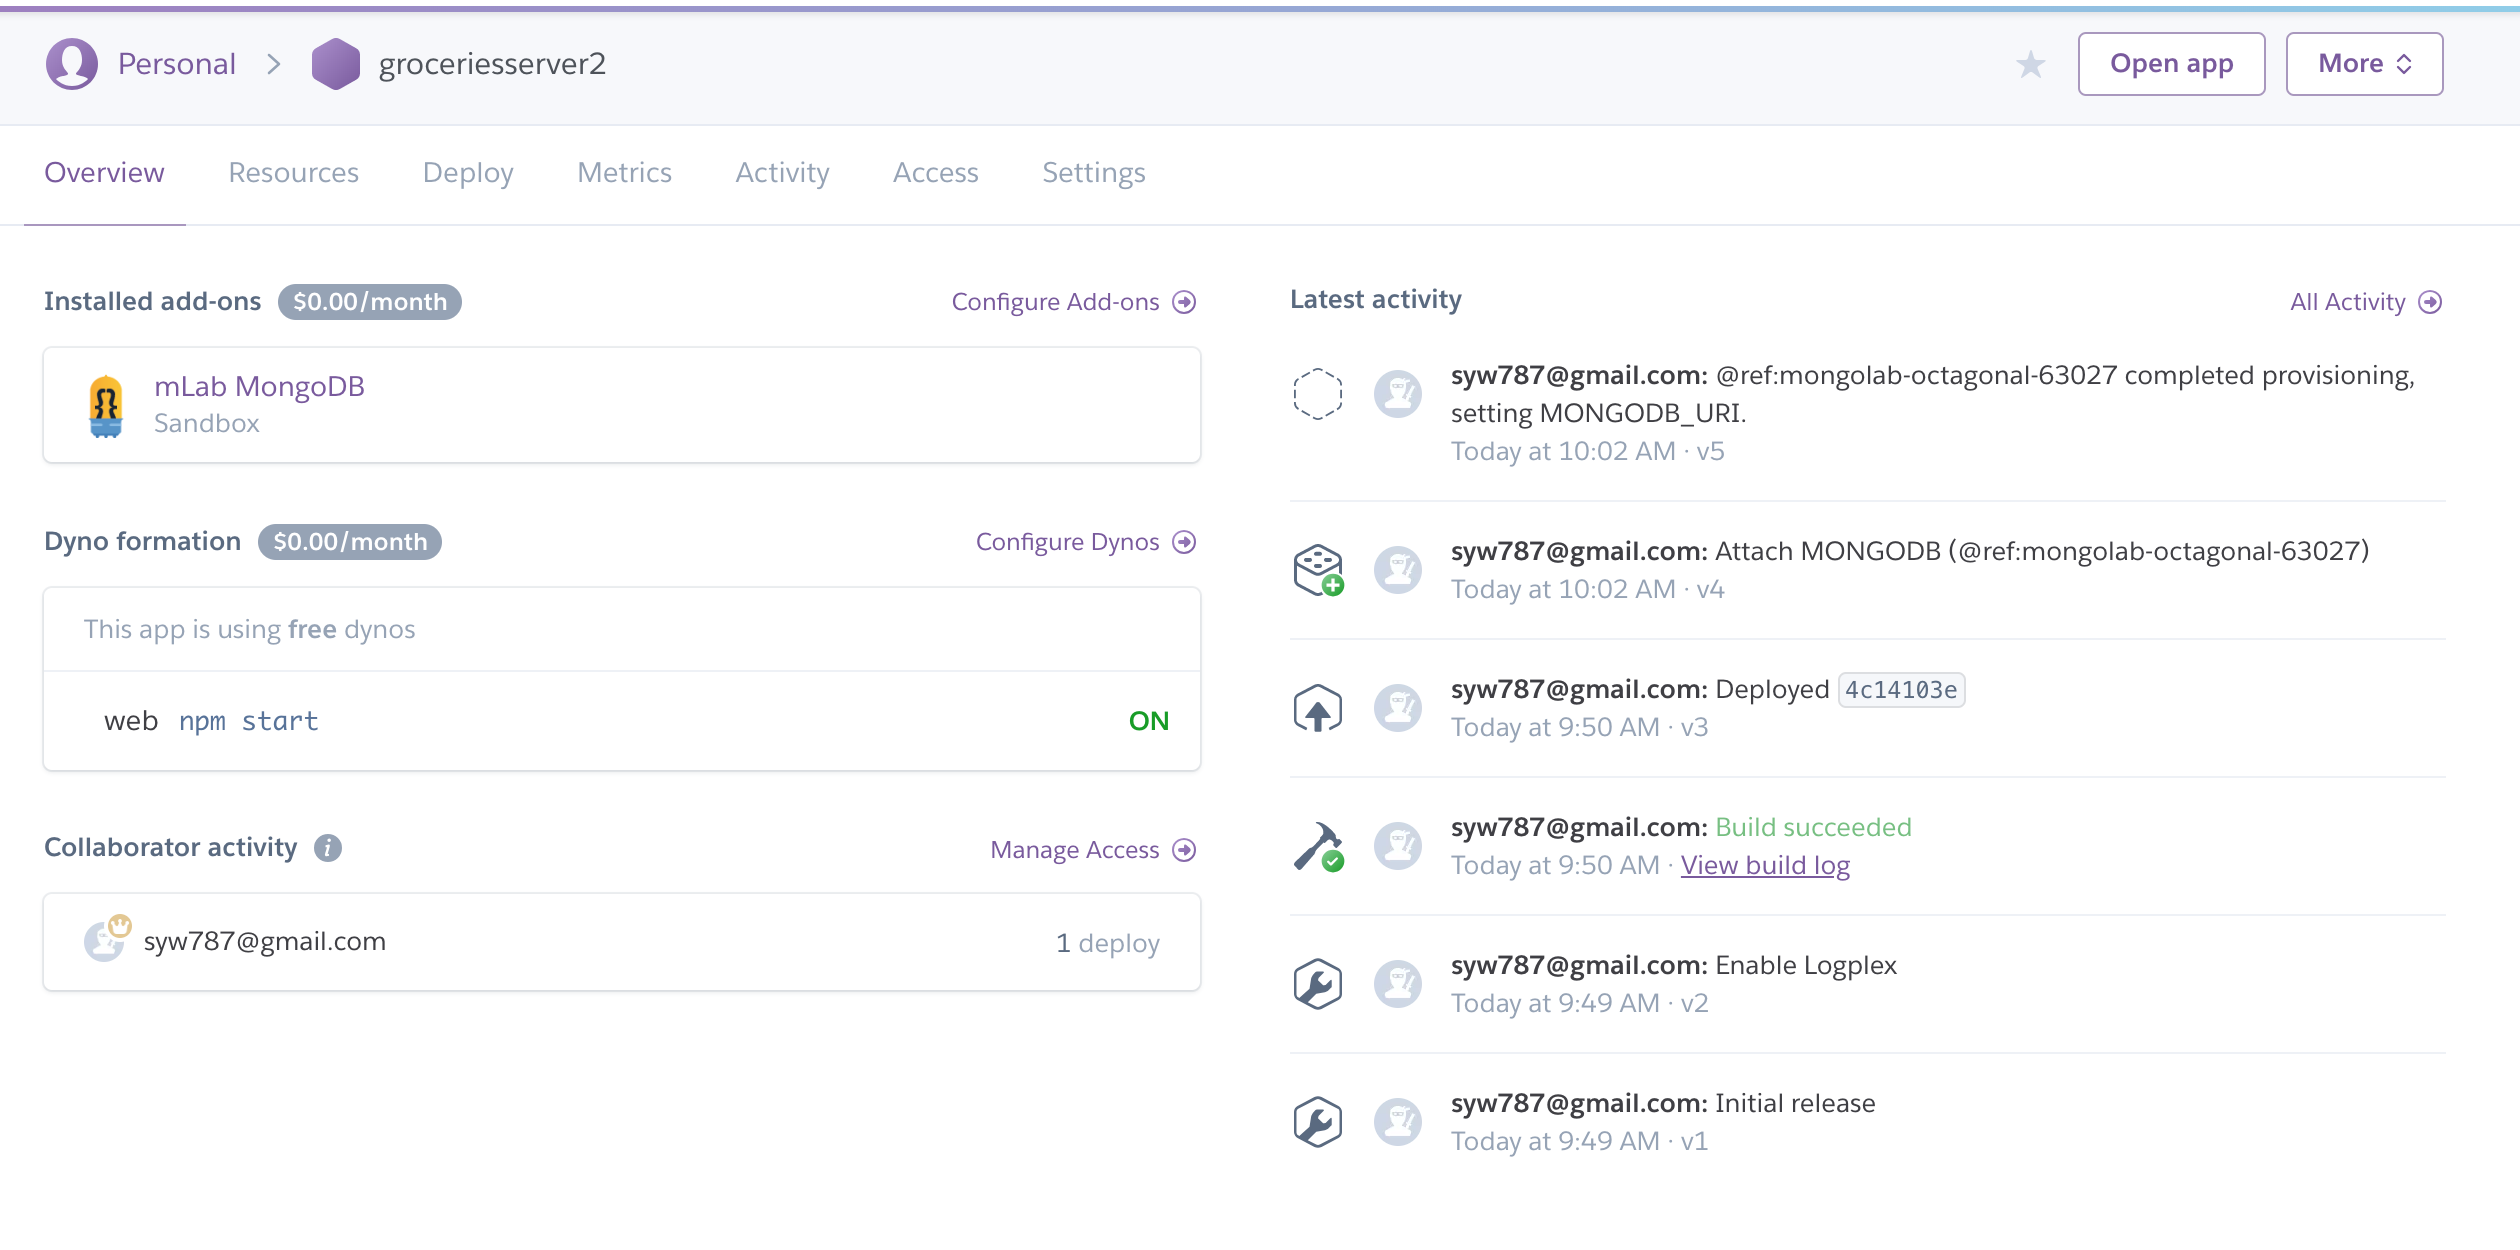 Personal > groceriesserver2
Open app
More
Overview Resources Deploy Metrics Activity Access Settings
Installed add-ons $0.00/month
Configure Add-ons
mLab MongoDB
Sandbox
Dyno formation $0.00/month
Configure Dynos
This app is using free dynos
web npm start ON
Collaborator activity i
Manage Access
syw787@gmail.com 1 deploy
Latest activity
All Activity
syw787@gmail.com: @ref:mongolab-octagonal-63027 completed provisioning,
setting MONGODB_URI.
Today at 10:02 AM · v5
syw787@gmail.com: Attach MONGODB (@ref:mongolab-octagonal-63027)
Today at 10:02 AM · v4
syw787@gmail.com: Deployed 4c14103e
Today at 9:50 AM · v3
syw787@gmail.com: Build succeeded
Today at 9:50 AM · View build log
syw787@gmail.com: Enable Logplex
Today at 9:49 AM · v2
syw787@gmail.com: Initial release
Today at 9:49 AM · v1